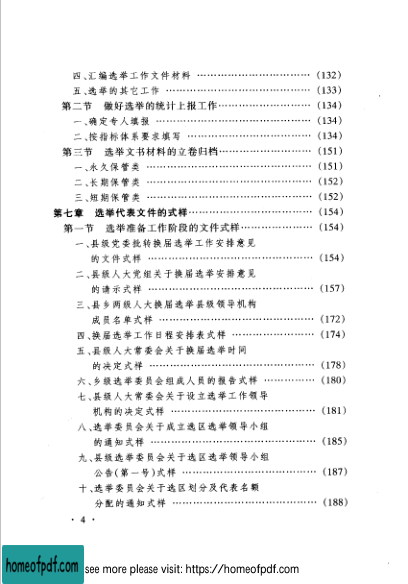 四、汇编选举工作文件材料 …………………………… (132)
五、选举的其它工作 …………………………………… (133)
第二节 做好选举的统计上报工作……………………… (134)
一、确定专人填报 ……………………………………… (134)
二、按指标体系要求填写 ……………………………… (134)
第三节 选举文书材料的立卷归档……………………… (151)
一、永久保管类 ………………………………………… (151)
二、长期保管类 ………………………………………… (152)
三、短期保管类 ………………………………………… (152)
第七章 选举代表文件的式样…………………………… (154)
第一节 选举准备工作阶段的文件式样………………… (154)
一、县级党委批转换届选举工作安排意见
的文件式样 …………………………………………… (154)
二、县级人大党组关于换届选举安排意见
的请示式样 …………………………………………… (157)
三、县乡两级人大换届选举县级领导机构
成员名单式样 ………………………………………… (172)
四、换届选举工作日程安排表式样 …………………… (174)
五、县级人大常委会关于换届选举时间
的决定式样 …………………………………………… (178)
六、乡级选举委员会组成人员的报告式样 …………… (180)
七、县级人大常委会关于设立选举工作领导
机构的决定式样 ……………………………………… (181)
八、选举委员会关于成立选区选举领导小组
的通知式样 …………………………………………… (185)
九、县级选举委员会关于选区选举领导小组
公告(第一号)式样 …………………………………… (187)
十、选举委员会关于选区划分及代表名额
分配的通知式样 ……………………………………… (188)
· 4 ·
homeofpdf.com
see more please visit: https://homeofpdf.com